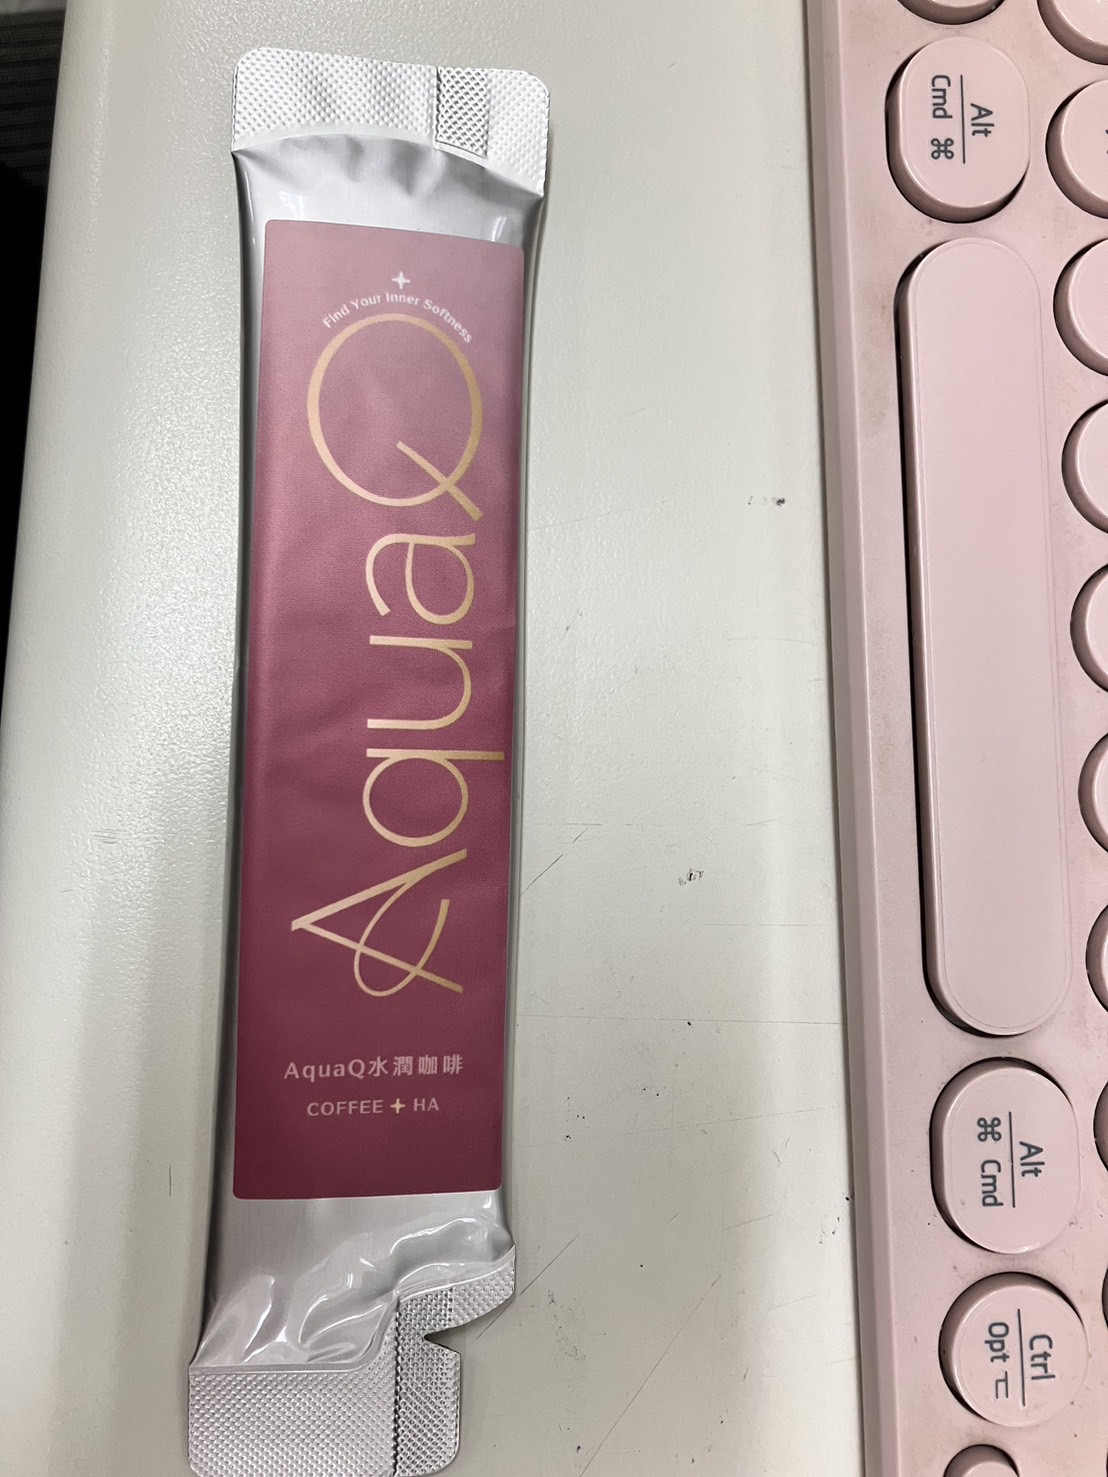 Find Your Inner Softness
AquaQ
AquaQ水潤咖啡
COFFEE + HA
Alt
Cmd ⌘
Alt
⌘ Cmd
Ctrl
Opt ⌥